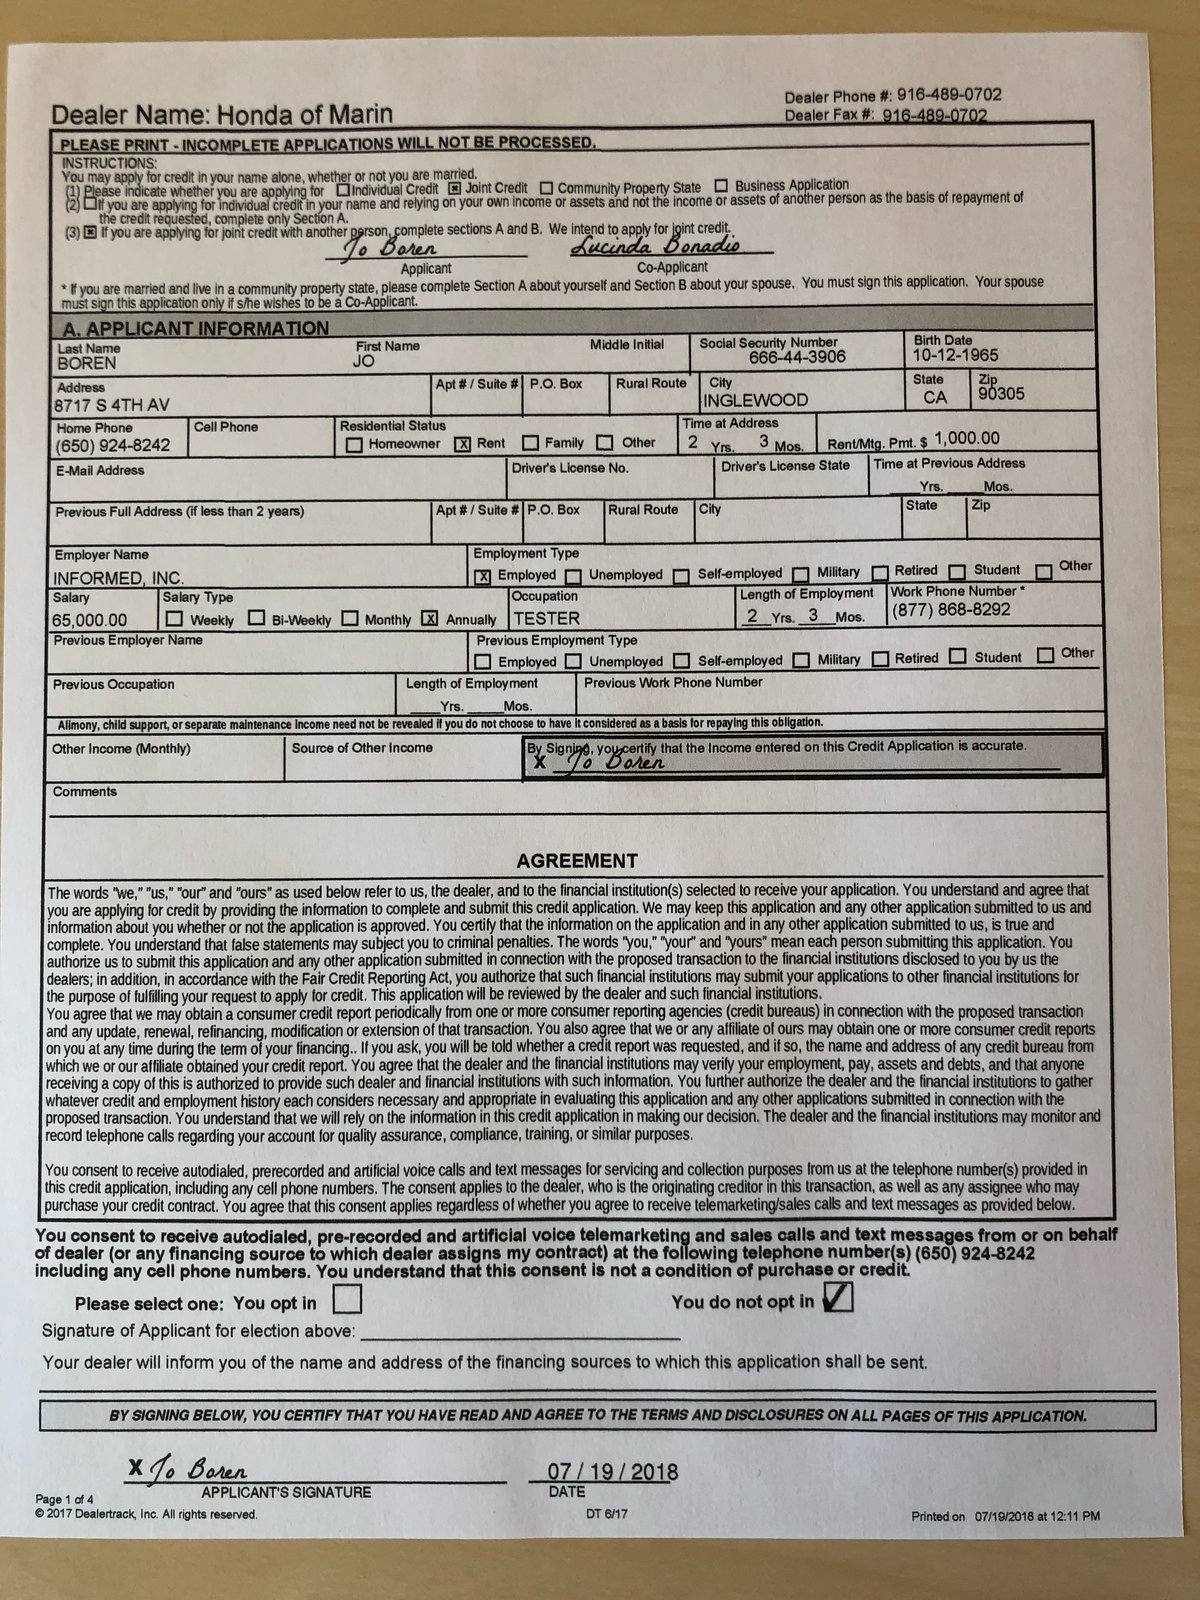 Dealer Name: Honda of Marin
Dealer Phone #: 916-489-0702
Dealer Fax #: 916-489-0702
PLEASE PRINT - INCOMPLETE APPLICATIONS WILL NOT BE PROCESSED.
INSTRUCTIONS:
You may apply for credit in your name alone, whether or not you are married.
(1) Please indicate whether you are applying for Individual Credit Joint Credit Community Property State Business Application
(2) If you are applying for individual credit in your name and relying on your own income or assets and not the income or assets of another person as the basis of repayment of
the credit requested, complete only Section A.
(3) If you are applying for joint credit with another person, complete sections A and B. We intend to apply for joint credit.
Jo Boren Lucinda Bonadio
Applicant Co-Applicant
* If you are married and live in a community property state, please complete Section A about yourself and Section B about your spouse. You must sign this application. Your spouse
must sign this application only if s/he wishes to be a Co-Applicant.
A. APPLICANT INFORMATION
Last Name First Name Middle Initial Social Security Number Birth Date
BOREN JO 666-44-3906 10-12-1965
Address Apt # / Suite # P.O. Box Rural Route City State Zip
8717 S 4TH AV INGLEWOOD CA 90305
Home Phone Cell Phone Residential Status Time at Address
(650) 924-8242 Homeowner X Rent Family Other 2 Yrs. 3 Mos. Rent/Mtg. Pmt. $ 1,000.00
E-Mail Address Driver's License No. Driver's License State Time at Previous Address
Yrs. Mos.
Previous Full Address (if less than 2 years) Apt # / Suite # P.O. Box Rural Route City State Zip
Employer Name Employment Type
INFORMED, INC. X Employed Unemployed Self-employed Military Retired Student Other
Salary Salary Type Occupation Length of Employment Work Phone Number *
65,000.00 Weekly Bi-Weekly Monthly X Annually TESTER 2 Yrs. 3 Mos. (877) 868-8292
Previous Employer Name Previous Employment Type
Employed Unemployed Self-employed Military Retired Student Other
Previous Occupation Length of Employment Previous Work Phone Number
Yrs. Mos.
Alimony, child support, or separate maintenance income need not be revealed if you do not choose to have it considered as a basis for repaying this obligation.
Other Income (Monthly) Source of Other Income By Signing, you certify that the Income entered on this Credit Application is accurate.
X Jo Boren
Comments
AGREEMENT
The words "we," "us," "our" and "ours" as used below refer to us, the dealer, and to the financial institution(s) selected to receive your application. You understand and agree that
you are applying for credit by providing the information to complete and submit this credit application. We may keep this application and any other application submitted to us and
information about you whether or not the application is approved. You certify that the information on the application and in any other application submitted to us, is true and
complete. You understand that false statements may subject you to criminal penalties. The words "you," "your" and "yours" mean each person submitting this application. You
authorize us to submit this application and any other application submitted in connection with the proposed transaction to the financial institutions disclosed to you by us the
dealers; in addition, in accordance with the Fair Credit Reporting Act, you authorize that such financial institutions may submit your applications to other financial institutions for
the purpose of fulfilling your request to apply for credit. This application will be reviewed by the dealer and such financial institutions.
You agree that we may obtain a consumer credit report periodically from one or more consumer reporting agencies (credit bureaus) in connection with the proposed transaction
and any update, renewal, refinancing, modification or extension of that transaction. You also agree that we or any affiliate of ours may obtain one or more consumer credit reports
on you at any time during the term of your financing.. If you ask, you will be told whether a credit report was requested, and if so, the name and address of any credit bureau from
which we or our affiliate obtained your credit report. You agree that the dealer and the financial institutions may verify your employment, pay, assets and debts, and that anyone
receiving a copy of this is authorized to provide such dealer and financial institutions with such information. You further authorize the dealer and the financial institutions to gather
whatever credit and employment history each considers necessary and appropriate in evaluating this application and any other applications submitted in connection with the
proposed transaction. You understand that we will rely on the information in this credit application in making our decision. The dealer and the financial institutions may monitor and
record telephone calls regarding your account for quality assurance, compliance, training, or similar purposes.
You consent to receive autodialed, prerecorded and artificial voice calls and text messages for servicing and collection purposes from us at the telephone number(s) provided in
this credit application, including any cell phone numbers. The consent applies to the dealer, who is the originating creditor in this transaction, as well as any assignee who may
purchase your credit contract. You agree that this consent applies regardless of whether you agree to receive telemarketing/sales calls and text messages as provided below.
You consent to receive autodialed, pre-recorded and artificial voice telemarketing and sales calls and text messages from or on behalf
of dealer (or any financing source to which dealer assigns my contract) at the following telephone number(s) (650) 924-8242
including any cell phone numbers. You understand that this consent is not a condition of purchase or credit.
Please select one: You opt in You do not opt in ✓
Signature of Applicant for election above:
Your dealer will inform you of the name and address of the financing sources to which this application shall be sent.
BY SIGNING BELOW, YOU CERTIFY THAT YOU HAVE READ AND AGREE TO THE TERMS AND DISCLOSURES ON ALL PAGES OF THIS APPLICATION.
X Jo Boren 07 / 19 / 2018
APPLICANT'S SIGNATURE DATE
Page 1 of 4
© 2017 Dealertrack, Inc. All rights reserved. DT 6/17 Printed on 07/19/2018 at 12:11 PM